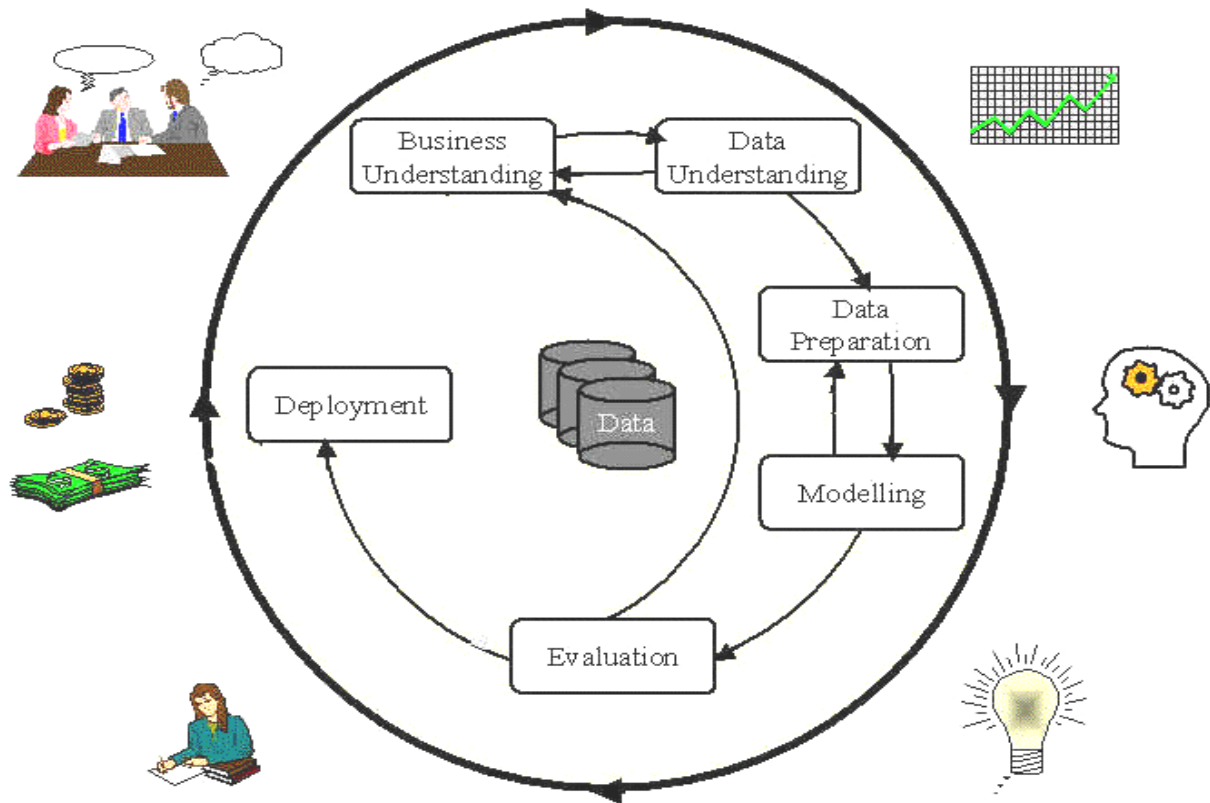 Business
Understanding
Data
Understanding
Data
Preparation
Deployment
Data
Modelling
Evaluation